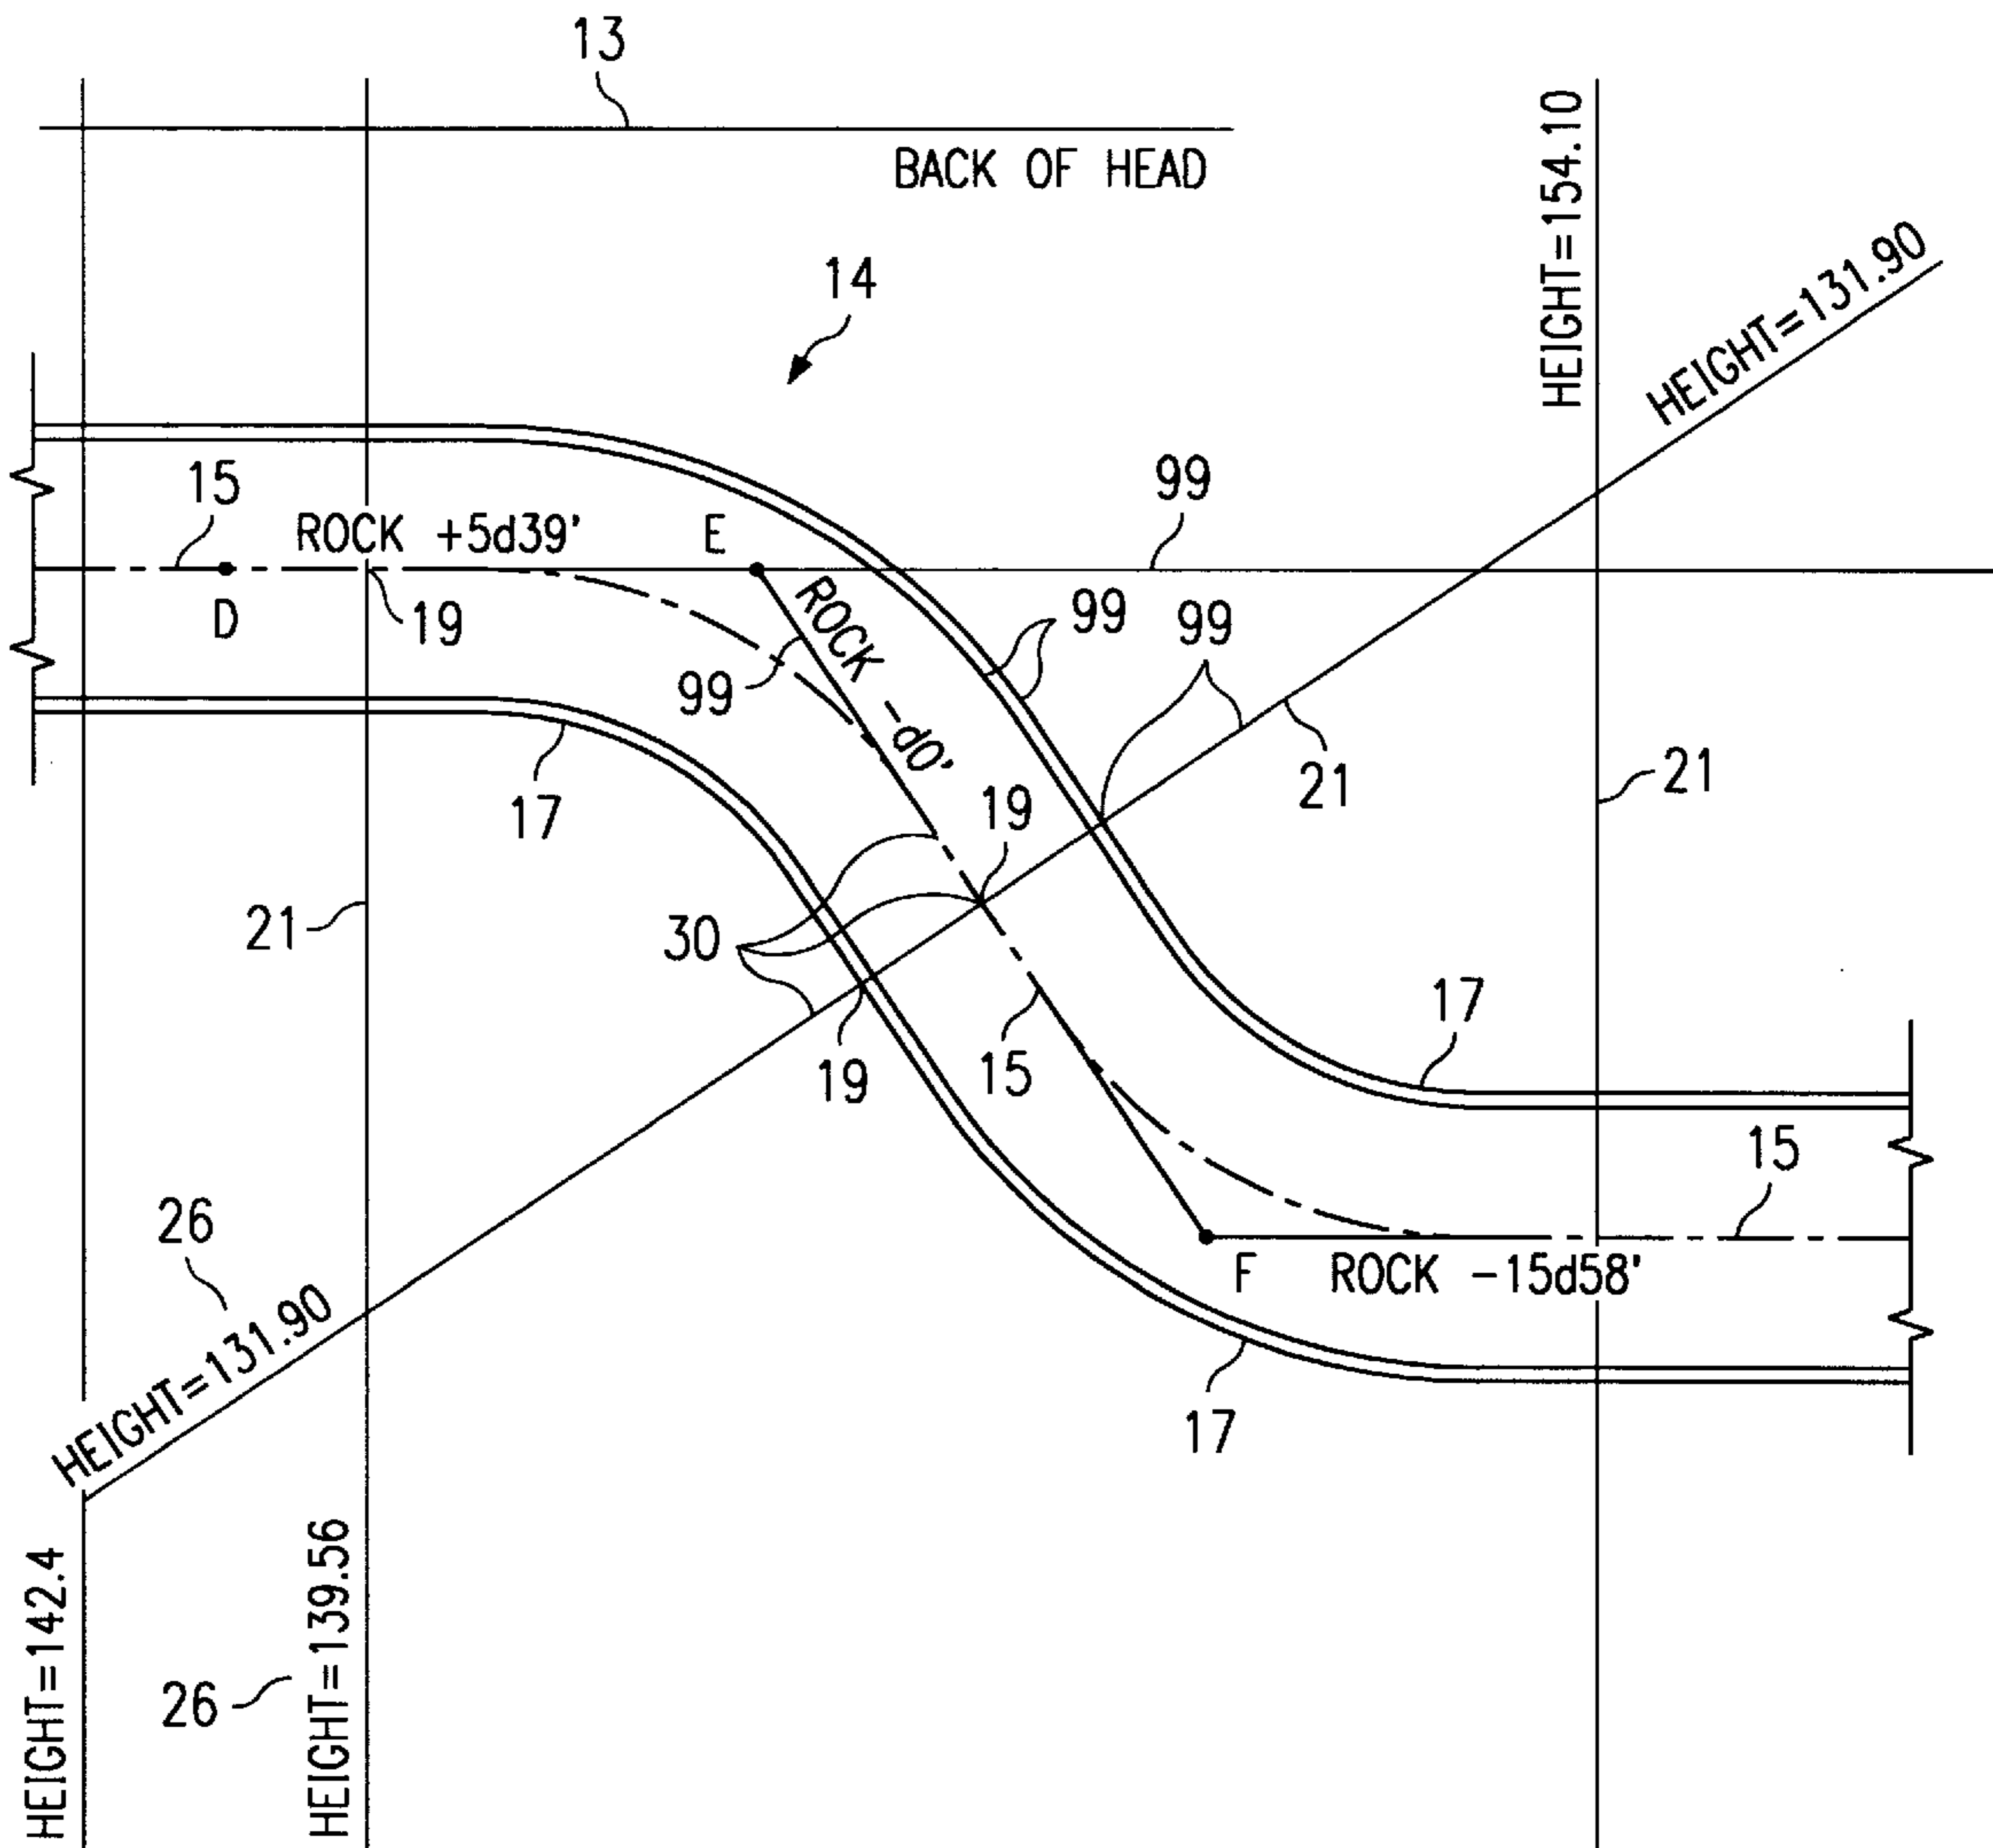 13
BACK OF HEAD
HEIGHT=154.10
HEIGHT=131.90
14
15
ROCK +5d39'
E
99
D
19
ROCK -d0'
99
99
99
17
21
21
19
21
30
19
15
17
15
26
F
ROCK -15d58'
HEIGHT=131.90
17
HEIGHT=142.4
HEIGHT=139.56
26